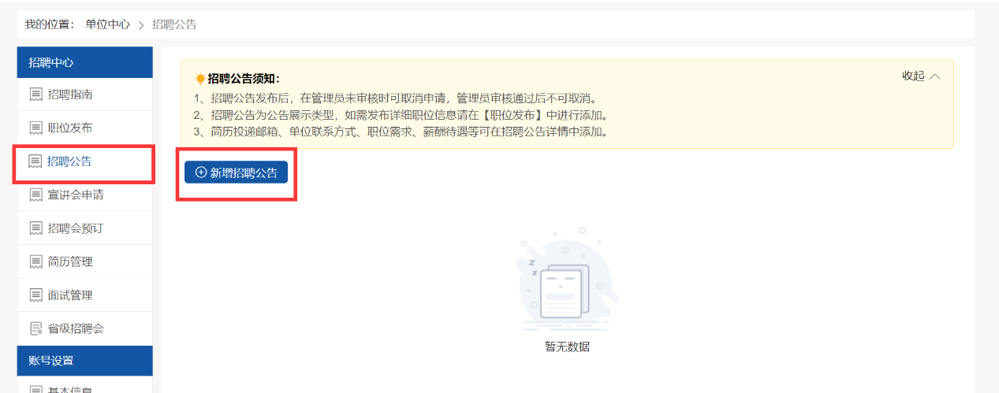 我的位置： 单位中心 > 招聘公告
招聘中心
招聘指南
职位发布
招聘公告
宣讲会申请
招聘会预订
简历管理
面试管理
省级招聘会
账号设置
基本信息
招聘公告须知：
收起
1、招聘公告发布后，在管理员未审核时可取消申请，管理员审核通过后不可取消。
2、招聘公告为公告展示类型，如需发布详细职位信息请在【职位发布】中进行添加。
3、简历投递邮箱、单位联系方式、职位需求、薪酬待遇等可在招聘公告详情中添加。
新增招聘公告
z
z
暂无数据